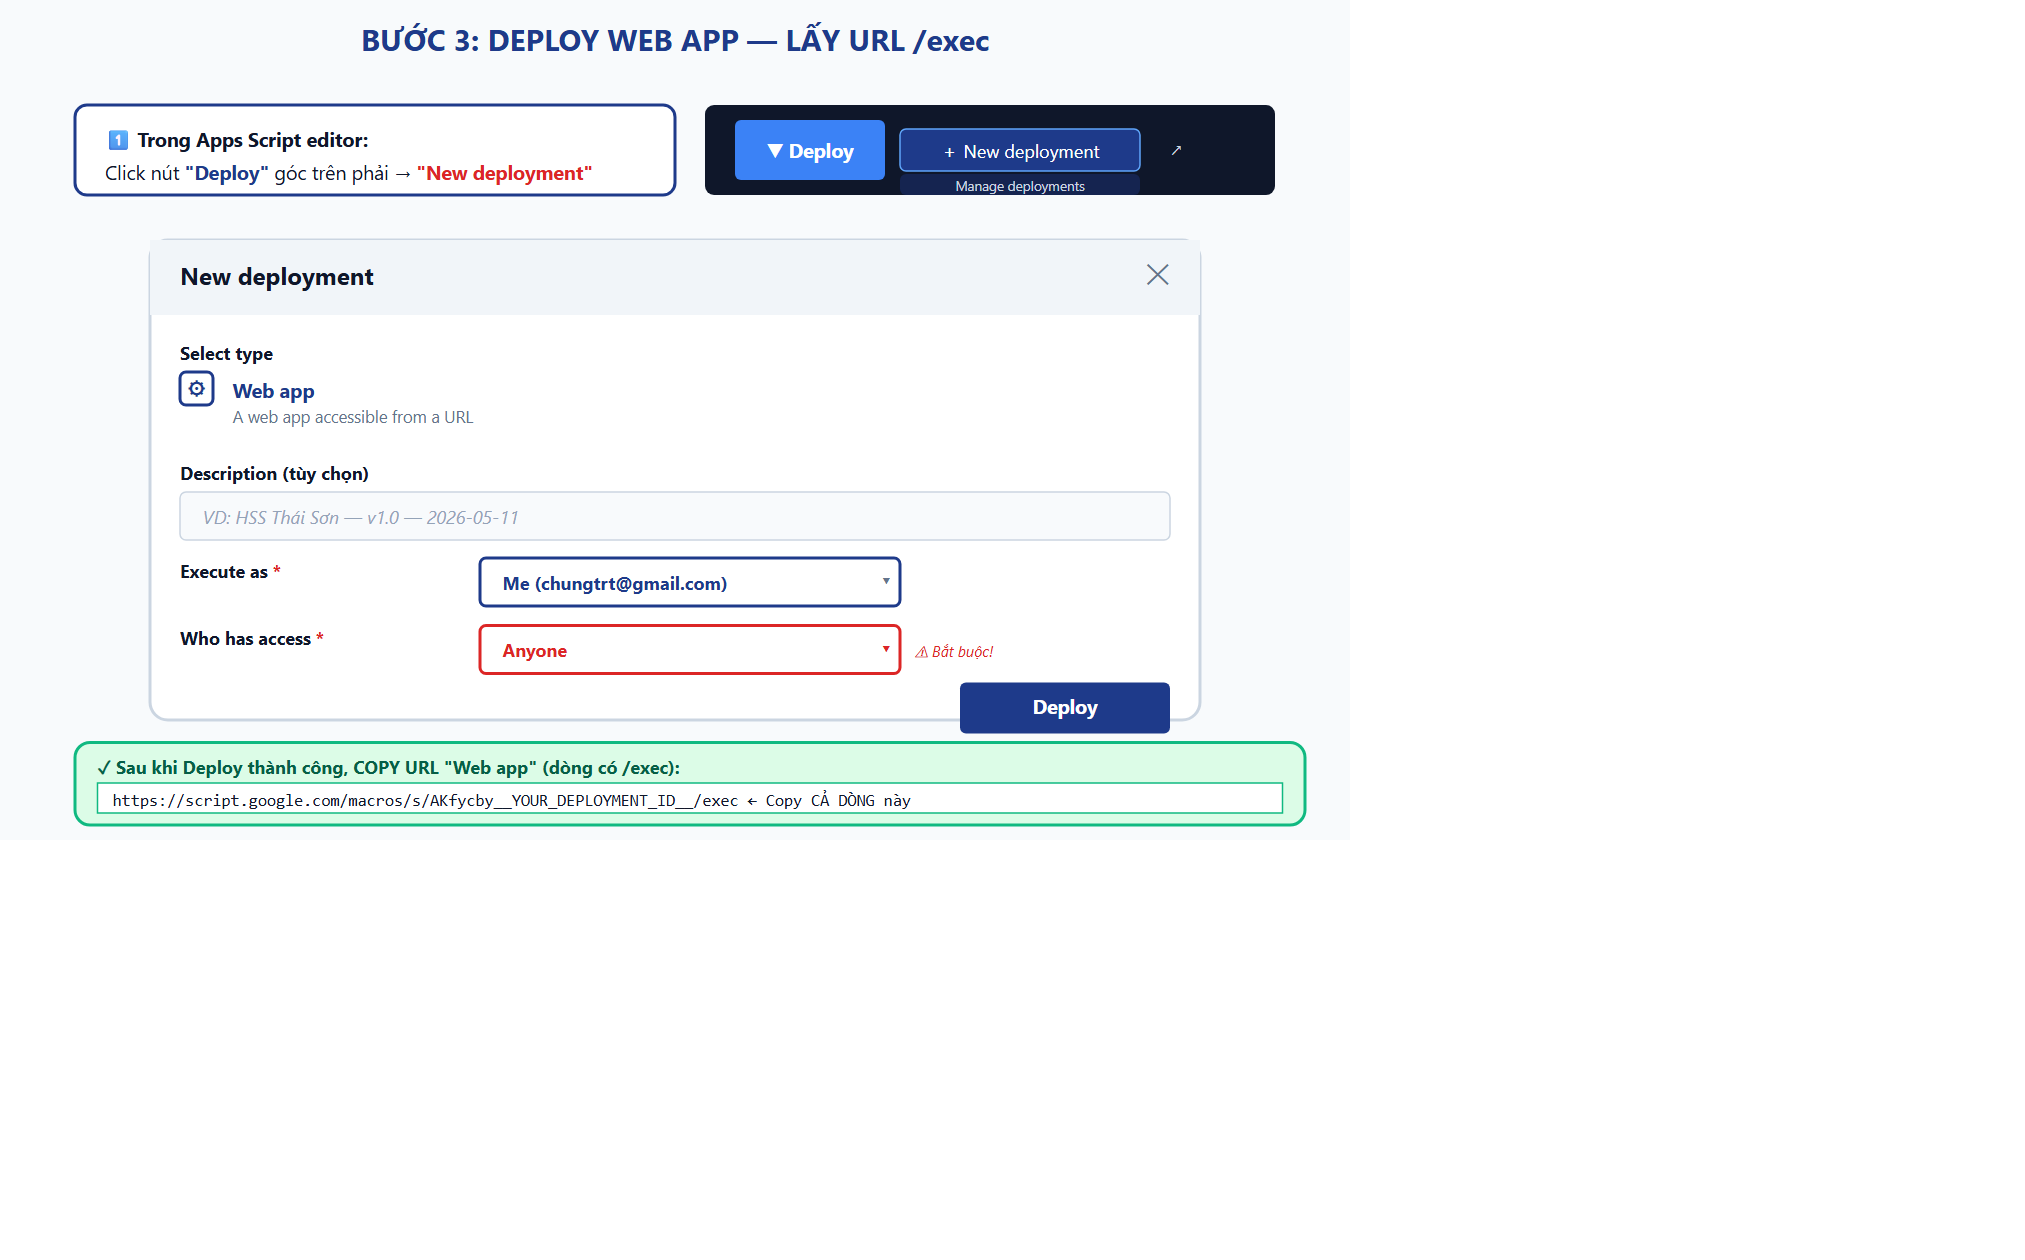 BƯỚC 3: DEPLOY WEB APP — LẤY URL /exec
1 Trong Apps Script editor:
Click nút "Deploy" góc trên phải → "New deployment"
▼ Deploy
+ New deployment
↗
Manage deployments
New deployment
Select type
Web app
A web app accessible from a URL
Description (tùy chọn)
VD: HSS Thái Sơn — v1.0 — 2026-05-11
Execute as *
Me (chungtrt@gmail.com)
Who has access *
Anyone
⚠ Bắt buộc!
Deploy
✓ Sau khi Deploy thành công, COPY URL "Web app" (dòng có /exec):
https://script.google.com/macros/s/AKfycby__YOUR_DEPLOYMENT_ID__/exec ← Copy CẢ DÒNG này